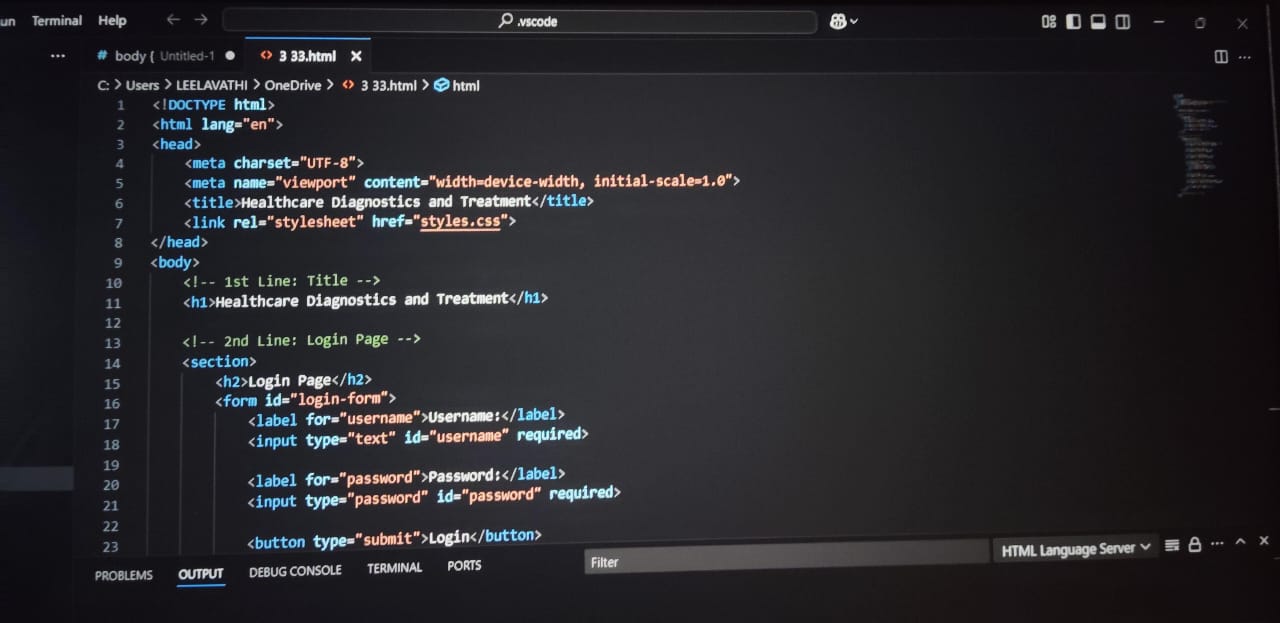 un Terminal Help .vscode
# body { Untitled-1 ● <> 3 33.html ×
C: > Users > LEELAVATHI > OneDrive > <> 3 33.html > html
1 <!DOCTYPE html>
2 <html lang="en">
3 <head>
4 <meta charset="UTF-8">
5 <meta name="viewport" content="width=device-width, initial-scale=1.0">
6 <title>Healthcare Diagnostics and Treatment</title>
7 <link rel="stylesheet" href="styles.css">
8 </head>
9 <body>
10 <!-- 1st Line: Title -->
11 <h1>Healthcare Diagnostics and Treatment</h1>
12
13 <!-- 2nd Line: Login Page -->
14 <section>
15 <h2>Login Page</h2>
16 <form id="login-form">
17 <label for="username">Username:</label>
18 <input type="text" id="username" required>
19
20 <label for="password">Password:</label>
21 <input type="password" id="password" required>
22
23 <button type="submit">Login</button>
PROBLEMS OUTPUT DEBUG CONSOLE TERMINAL PORTS Filter HTML Language Server